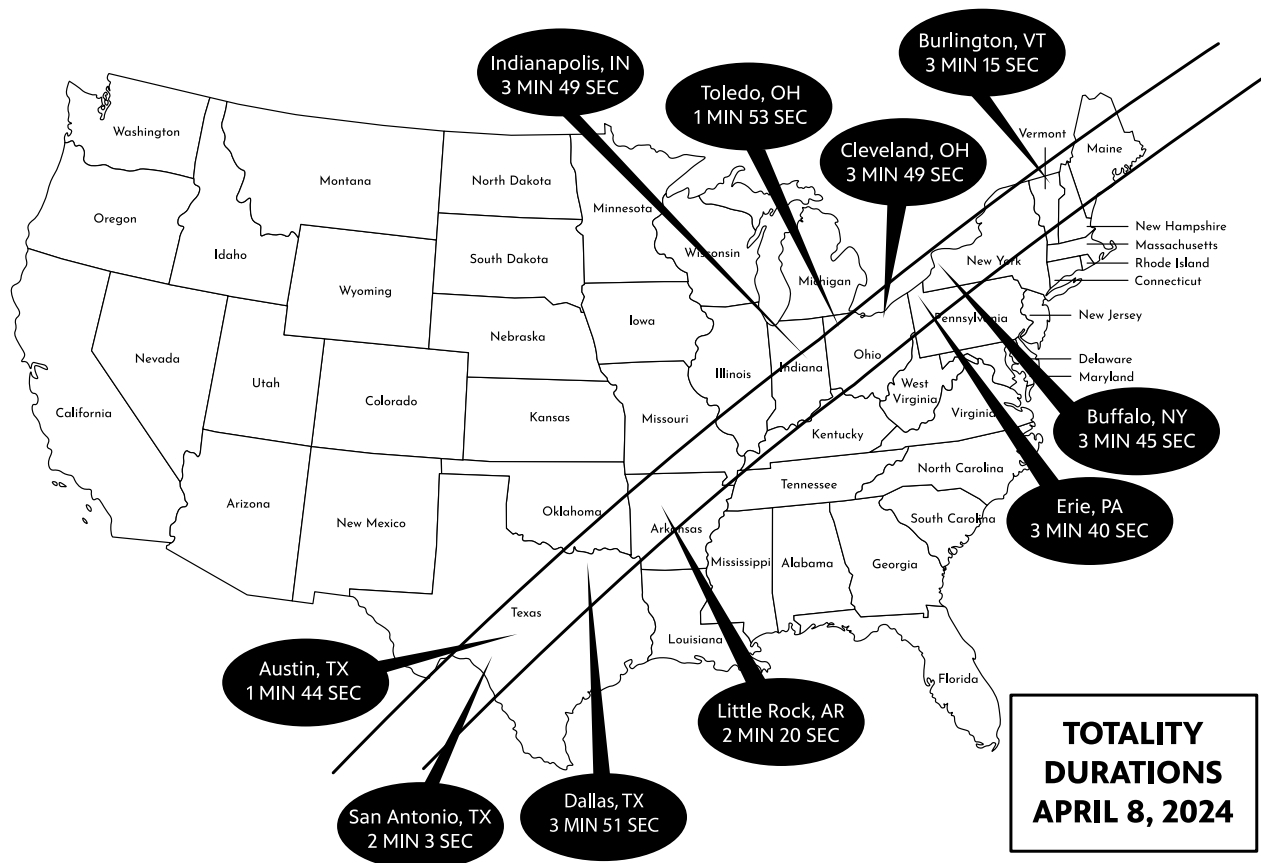 Burlington, VT
3 MIN 15 SEC
Indianapolis, IN
3 MIN 49 SEC
Toledo, OH
1 MIN 53 SEC
Cleveland, OH
3 MIN 49 SEC
Washington
Montana
North Dakota
Minnesota
Vermont
Maine
Oregon
Idaho
South Dakota
Wisconsin
Michigan
New York
New Hampshire
Massachusetts
Rhode Island
Connecticut
Wyoming
Nebraska
Iowa
Pennsylvania
New Jersey
Nevada
Utah
Colorado
Kansas
Missouri
Illinois
Indiana
Ohio
West
Virginia
Virginia
Delaware
Maryland
California
Kentucky
Buffalo, NY
3 MIN 45 SEC
Arizona
New Mexico
Oklahoma
Arkansas
Tennessee
North Carolina
South Carolina
Erie, PA
3 MIN 40 SEC
Mississippi
Alabama
Georgia
Texas
Louisiana
Florida
Austin, TX
1 MIN 44 SEC
Little Rock, AR
2 MIN 20 SEC
San Antonio, TX
2 MIN 3 SEC
Dallas, TX
3 MIN 51 SEC
TOTALITY
DURATIONS
APRIL 8, 2024